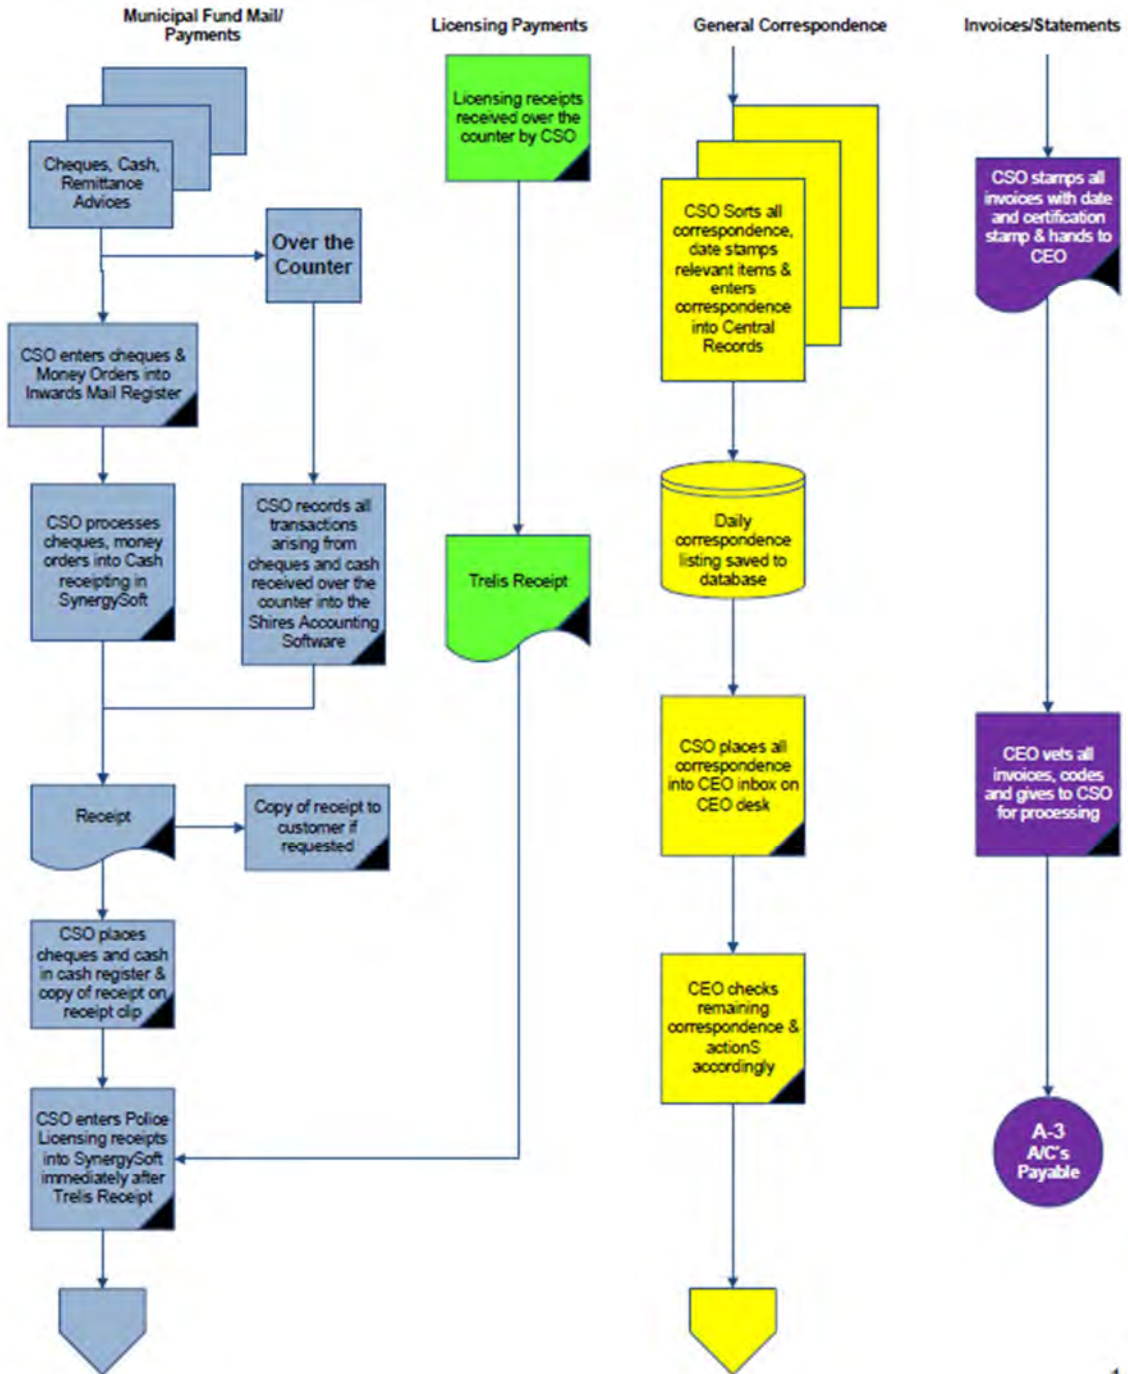 Municipal Fund Mail/
Payments
Licensing Payments
General Correspondence
Invoices/Statements
Cheques, Cash,
Remittance
Advices
Over the
Counter
CSO enters cheques &
Money Orders into
Inwards Mail Register
CSO processes
cheques, money
orders into Cash
receipting in
SynergySoft
CSO records all
transactions
arising from
cheques and cash
received over the
counter into the
Shires Accounting
Software
Receipt
Copy of receipt to
customer if
requested
CSO places
cheques and cash
in cash register &
copy of receipt on
receipt clip
CSO enters Police
Licensing receipts
into SynergySoft
immediately after
Trelis Receipt
Licensing receipts
received over the
counter by CSO
Trelis Receipt
CSO Sorts all
correspondence,
date stamps
relevant items &
enters
correspondence
into Central
Records
Daily
correspondence
listing saved to
database
CSO places all
correspondence
into CEO inbox on
CEO desk
CEO checks
remaining
correspondence &
actionS
accordingly
CSO stamps all
invoices with date
and certification
stamp & hands to
CEO
CEO vets all
invoices, codes
and gives to CSO
for processing
A-3
A/C's
Payable